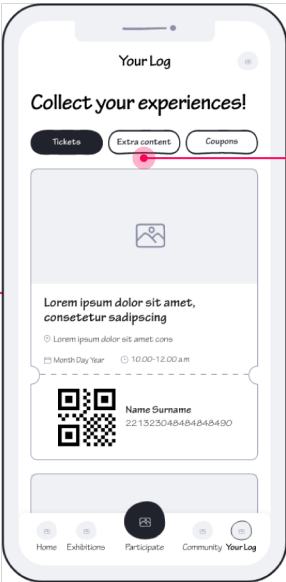 Your Log
Collect your experiences!
Tickets
Extra content
Coupons
Lorem ipsum dolor sit amet,
consetetur sadipscing
Lorem ipsum dolor sit amet cons
Month Day Year
10.00-12.00 a.m
Name Surname
221323048484848490
Home
Exhibitions
Participate
Community
Your Log